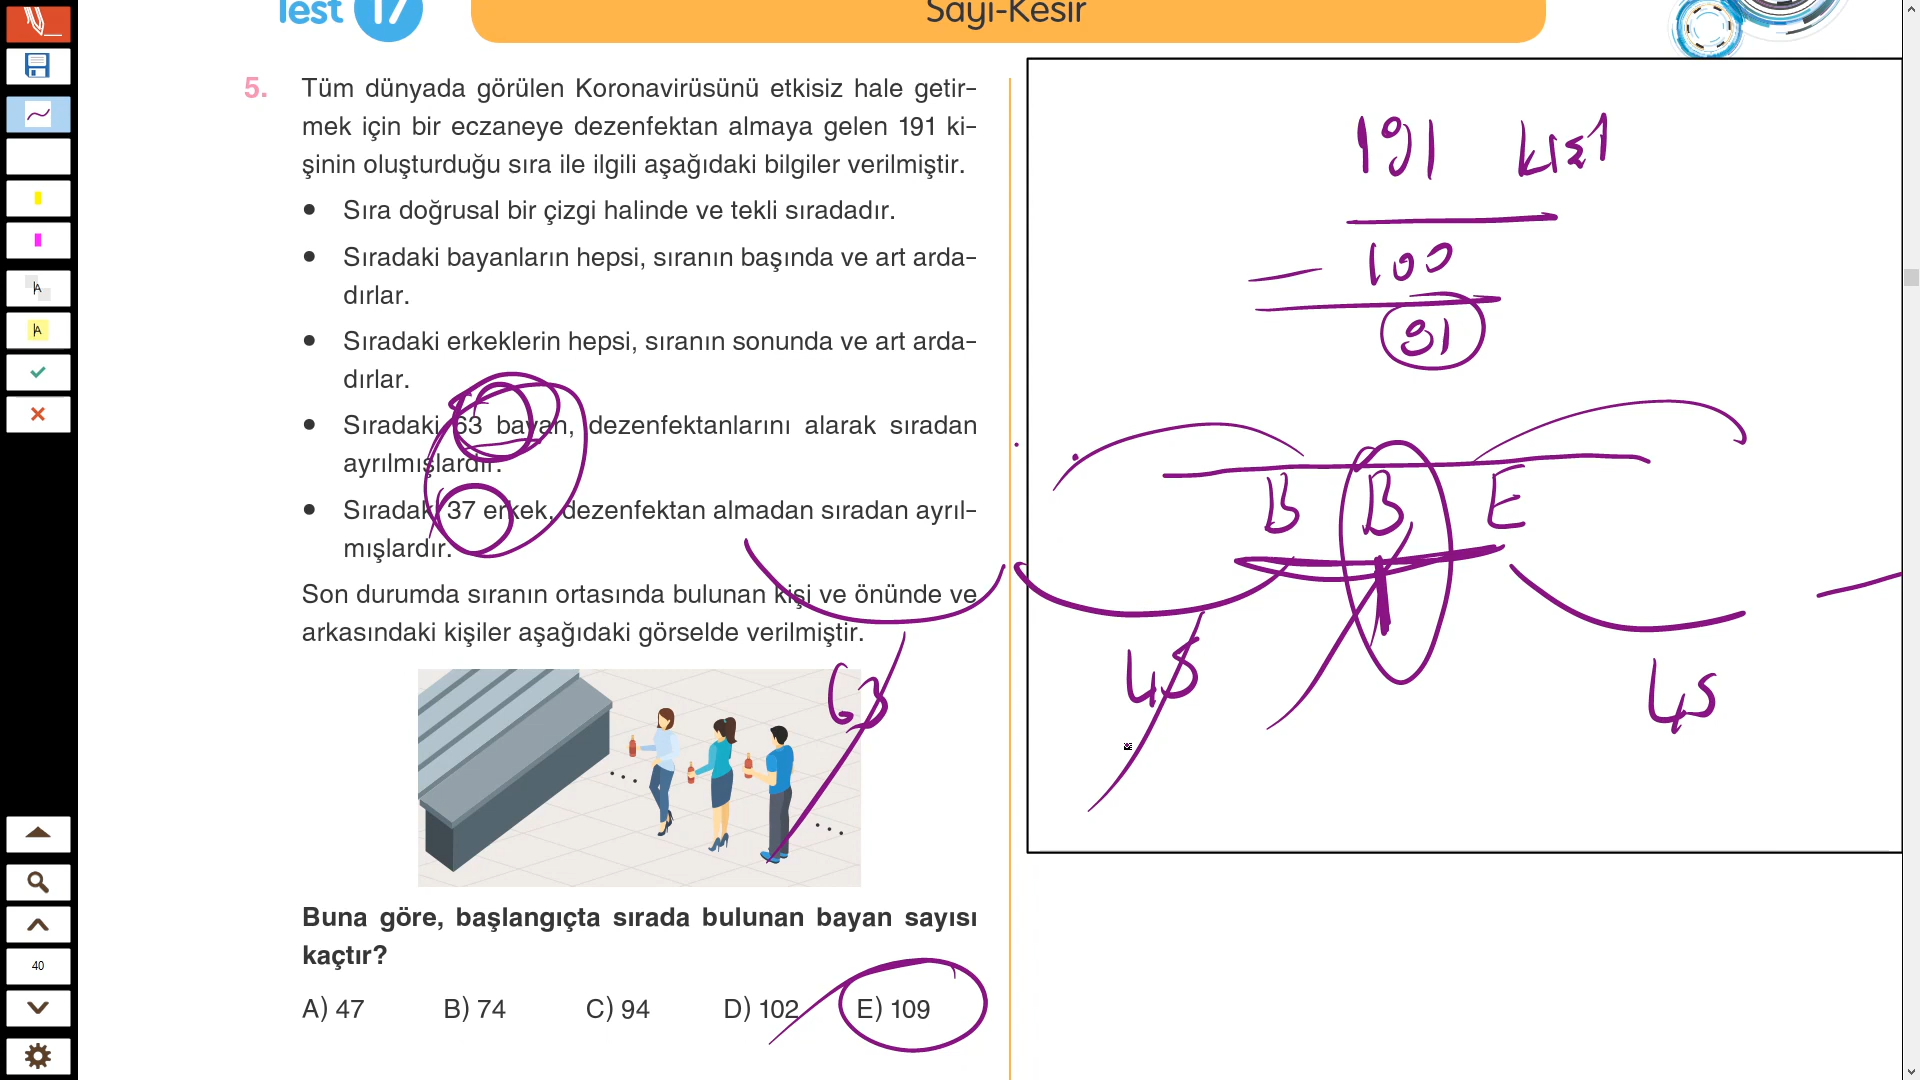 Test 17
Sayı-Kesir
5. Tüm dünyada görülen Koronavirüsünü etkisiz hale getir-
mek için bir eczaneye dezenfektan almaya gelen 191 ki-
şinin oluşturduğu sıra ile ilgili aşağıdaki bilgiler verilmiştir.
• Sıra doğrusal bir çizgi halinde ve tekli sıradadır.
• Sıradaki bayanların hepsi, sıranın başında ve art arda-
dırlar.
• Sıradaki erkeklerin hepsi, sıranın sonunda ve art arda-
dırlar.
• Sıradaki 63 bayan, dezenfektanlarını alarak sıradan
ayrılmışlardır.
• Sıradaki 37 erkek, dezenfektan almadan sıradan ayrıl-
mışlardır.
Son durumda sıranın ortasında bulunan kişi ve önünde ve
arkasındaki kişiler aşağıdaki görselde verilmiştir.
63
Buna göre, başlangıçta sırada bulunan bayan sayısı
kaçtır?
A) 47 B) 74 C) 94 D) 102 E) 109
191 kişi
— 100
91
B B E
45 45
40